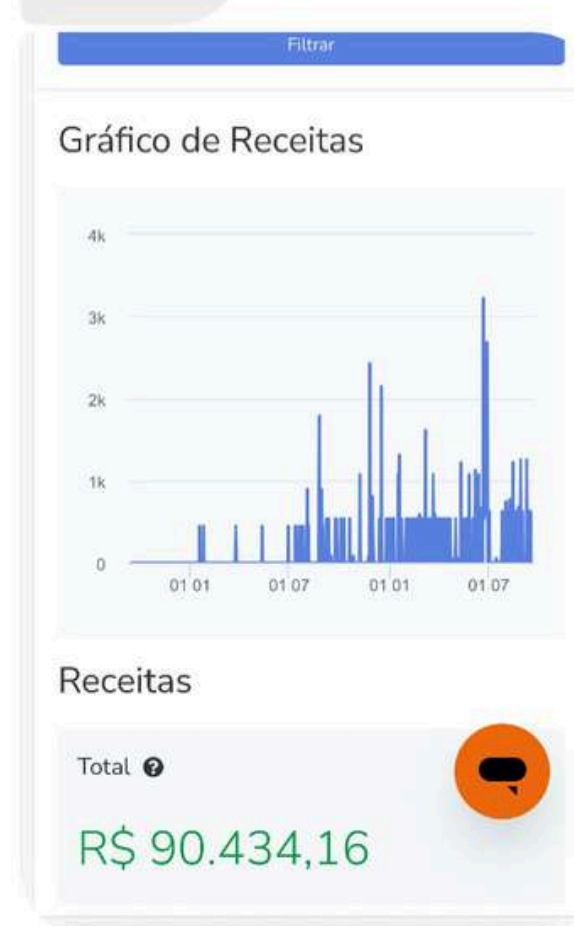 Filtrar
Gráfico de Receitas
4k
3k
2k
1k
0
01 01 01 07 01 01 01 07
Receitas
Total ?
R$ 90.434,16